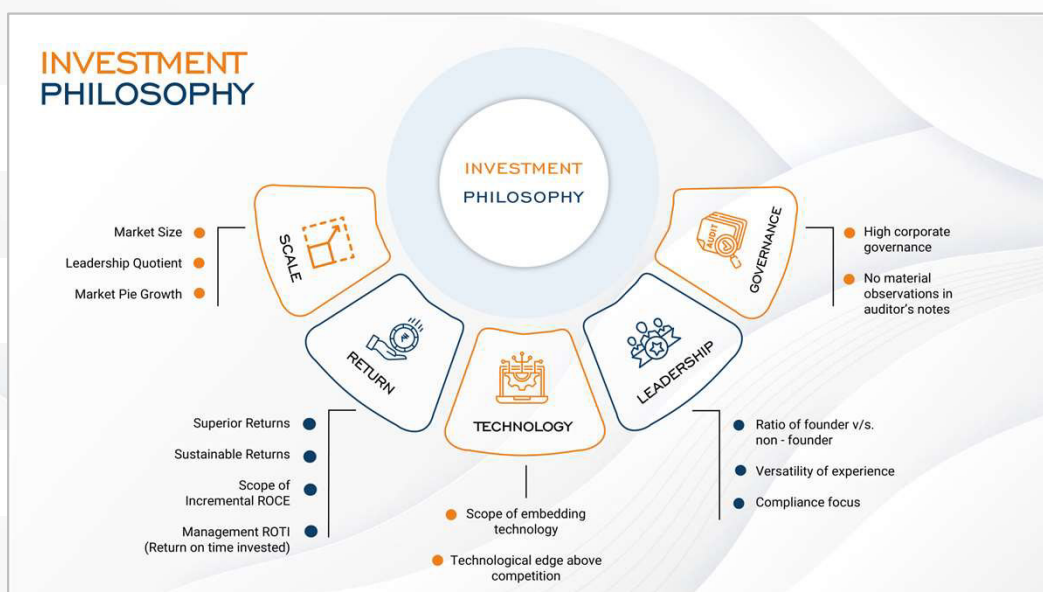 INVESTMENT
PHILOSOPHY
INVESTMENT
PHILOSOPHY
SCALE
Market Size
Leadership Quotient
Market Pie Growth
RETURN
Superior Returns
Sustainable Returns
Scope of
Incremental ROCE
Management ROTI
(Return on time invested)
TECHNOLOGY
Scope of embedding
technology
Technological edge above
competition
LEADERSHIP
Ratio of founder v/s.
non - founder
Versatility of experience
Compliance focus
AUDIT
GOVERNANCE
High corporate
governance
No material
observations in
auditor's notes